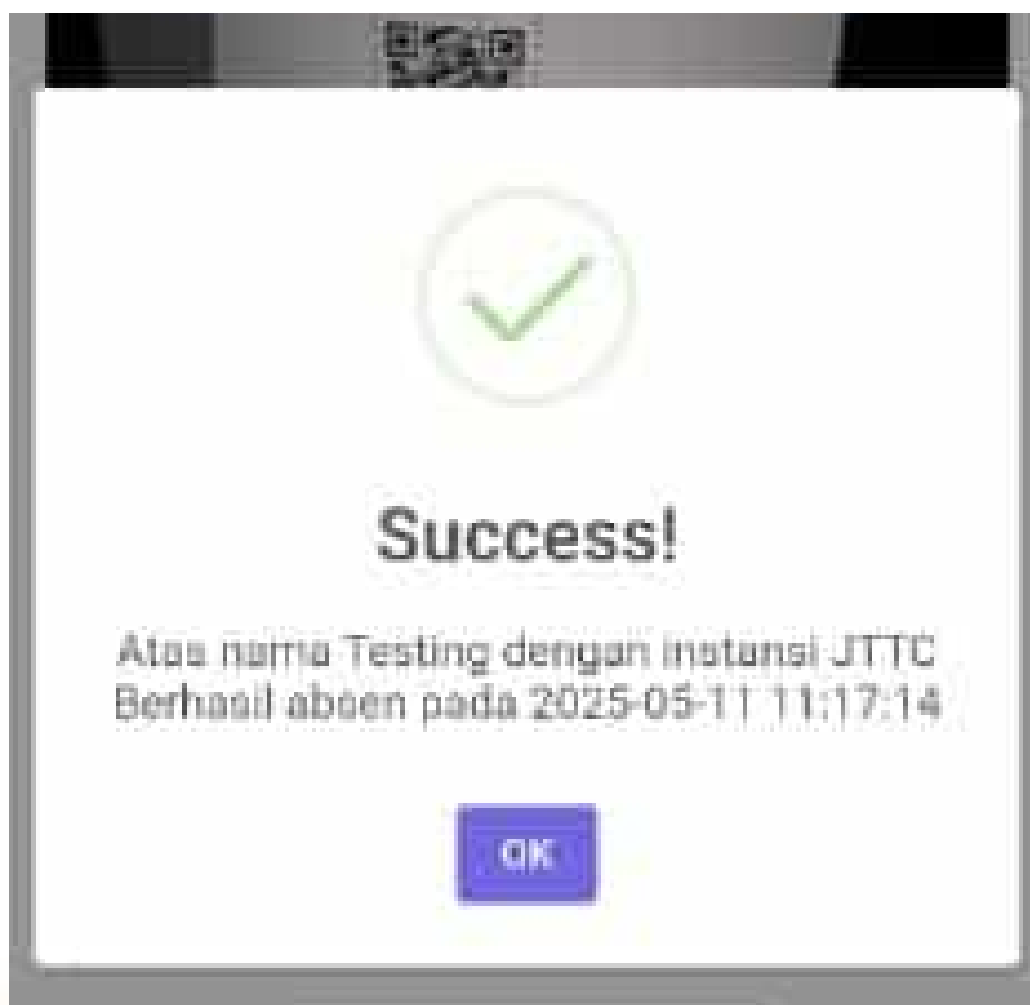 Success!
Atas nama Testing dengan instansi JTTC
Berhasil absen pada 2025-05-11 11:17:14
OK